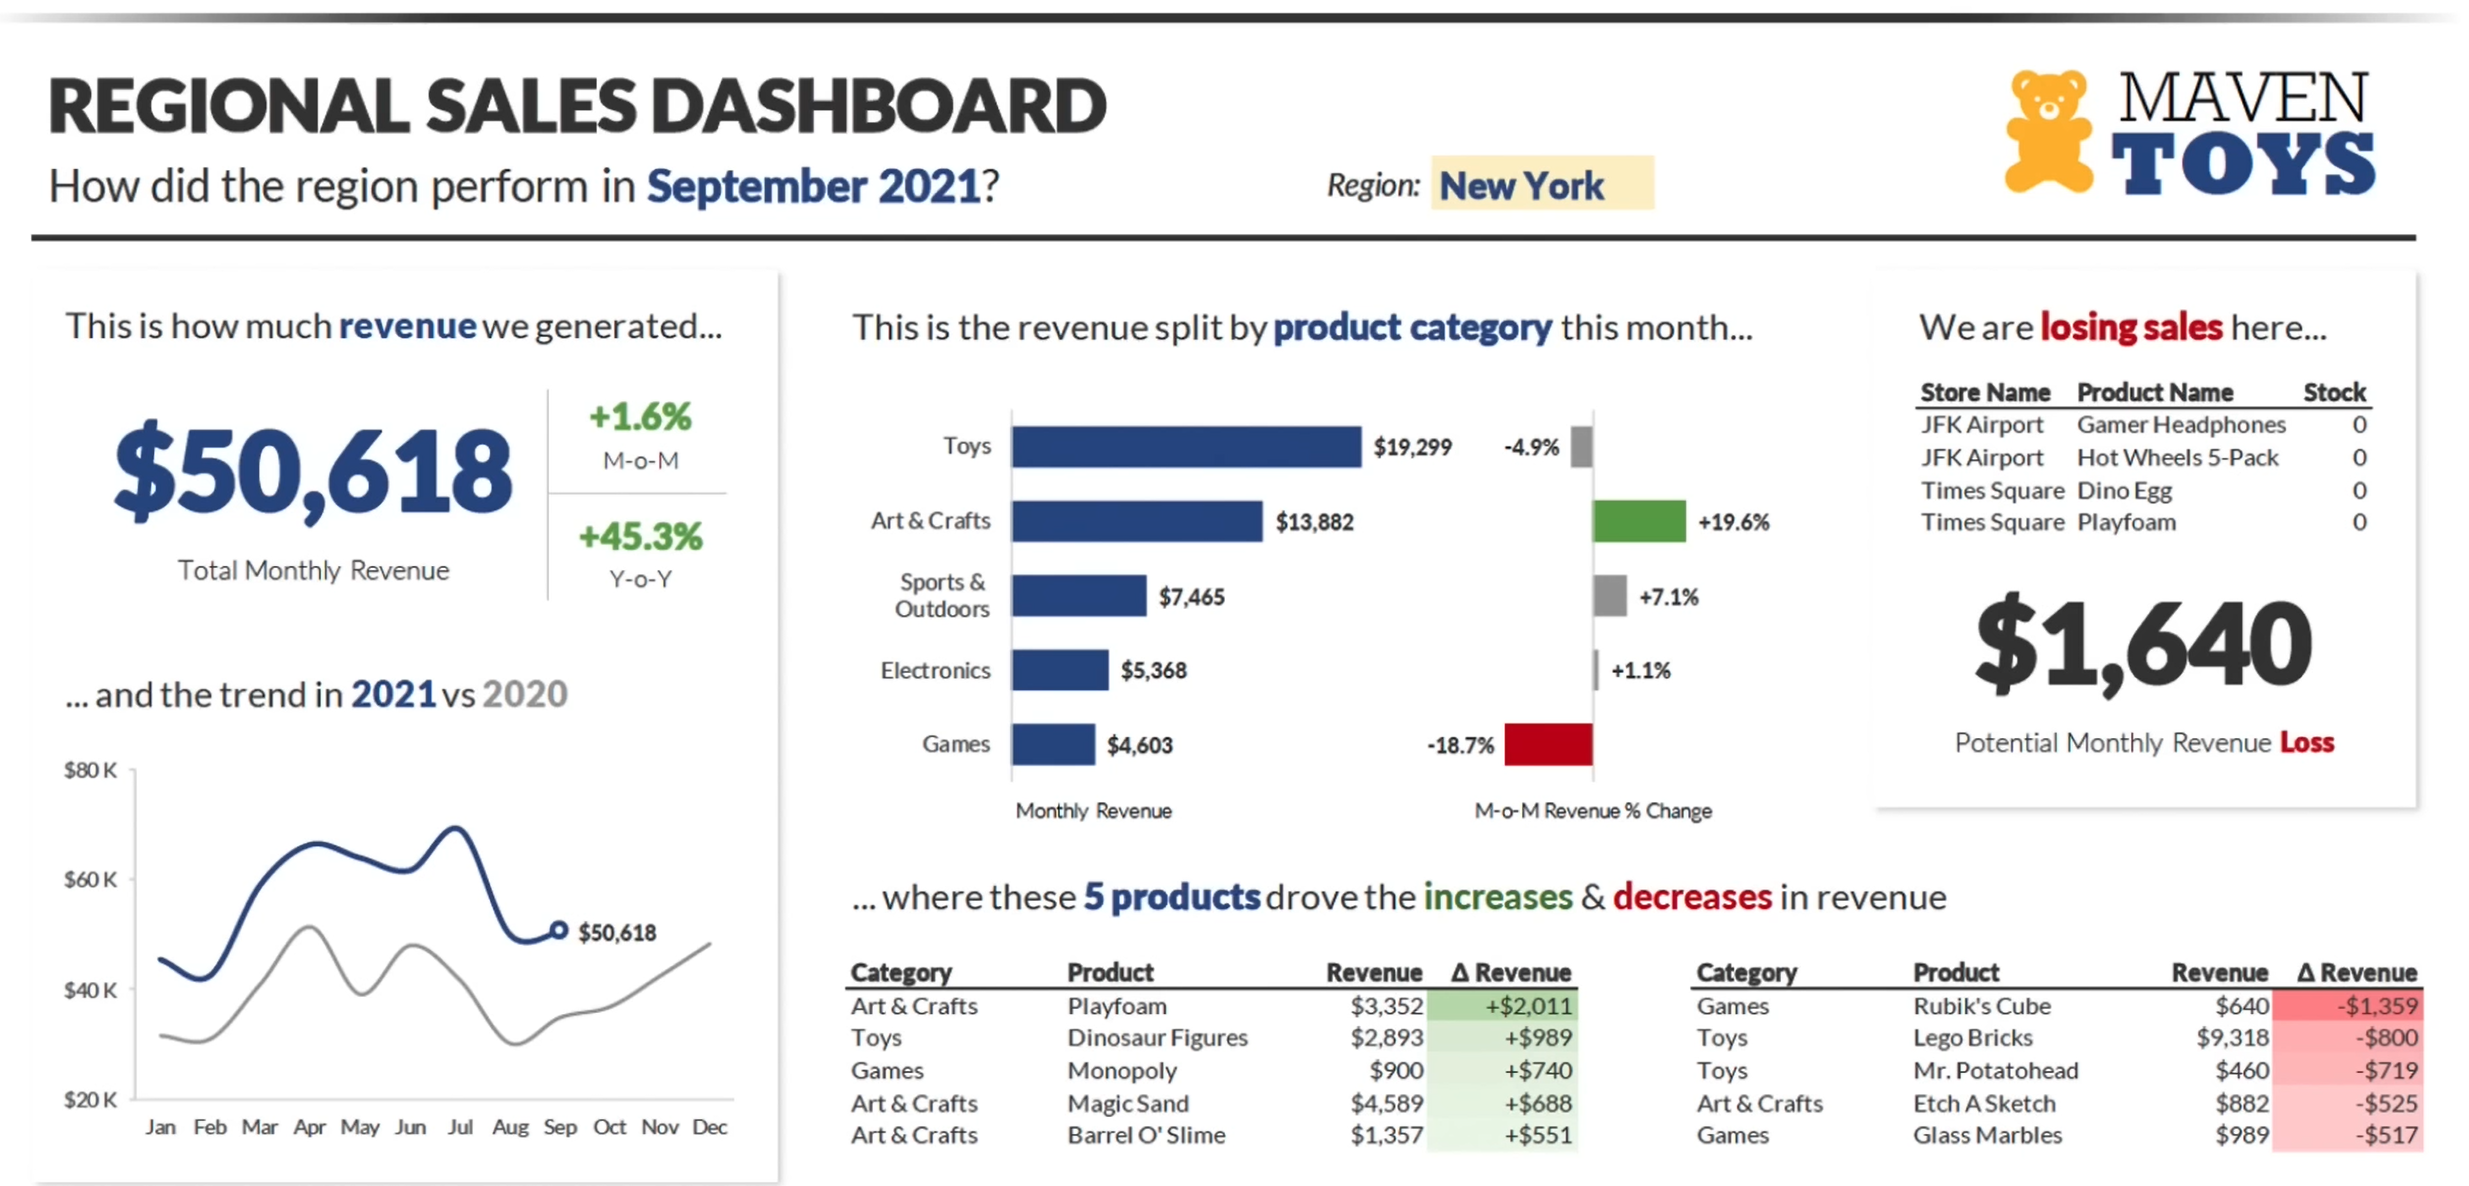 REGIONAL SALES DASHBOARD
How did the region perform in September 2021?
Region: New York
MAVEN
TOYS
This is how much revenue we generated...
$50,618
Total Monthly Revenue
+1.6%
M-o-M
+45.3%
Y-o-Y
... and the trend in 2021 vs 2020
$80 K
$60 K
$40 K
$20 K
$50,618
Jan Feb Mar Apr May Jun Jul Aug Sep Oct Nov Dec
This is the revenue split by product category this month...
Toys $19,299 -4.9%
Art & Crafts $13,882 +19.6%
Sports &
Outdoors $7,465 +7.1%
Electronics $5,368 +1.1%
Games $4,603 -18.7%
Monthly Revenue M-o-M Revenue % Change
We are losing sales here...
Store Name Product Name Stock
JFK Airport Gamer Headphones 0
JFK Airport Hot Wheels 5-Pack 0
Times Square Dino Egg 0
Times Square Playfoam 0
$1,640
Potential Monthly Revenue Loss
... where these 5 products drove the increases & decreases in revenue
Category Product Revenue Δ Revenue
Art & Crafts Playfoam $3,352 +$2,011
Toys Dinosaur Figures $2,893 +$989
Games Monopoly $900 +$740
Art & Crafts Magic Sand $4,589 +$688
Art & Crafts Barrel O' Slime $1,357 +$551
Category Product Revenue Δ Revenue
Games Rubik's Cube $640 -$1,359
Toys Lego Bricks $9,318 -$800
Toys Mr. Potatohead $460 -$719
Art & Crafts Etch A Sketch $882 -$525
Games Glass Marbles $989 -$517